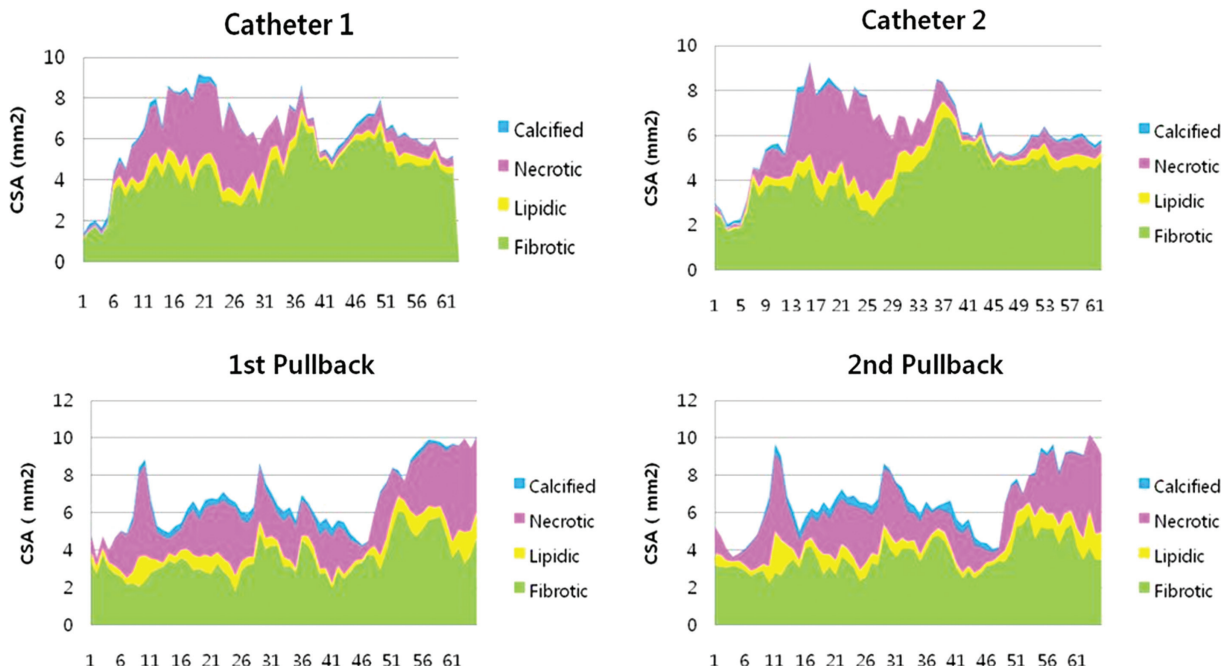 Catheter 1
CSA (mm2)
10
8
6
4
2
0
1 6 11 16 21 26 31 36 41 46 51 56 61
Calcified
Necrotic
Lipidic
Fibrotic
Catheter 2
CSA (mm2)
10
8
6
4
2
0
1 5 9 13 17 21 25 29 33 37 41 45 49 53 57 61
Calcified
Necrotic
Lipidic
Fibrotic
1st Pullback
CSA ( mm2)
12
10
8
6
4
2
0
1 6 11 16 21 26 31 36 41 46 51 56 61
Calcified
Necrotic
Lipidic
Fibrotic
2nd Pullback
CSA ( mm2)
12
10
8
6
4
2
0
1 6 11 16 21 26 31 36 41 46 51 56 61
Calcified
Necrotic
Lipidic
Fibrotic